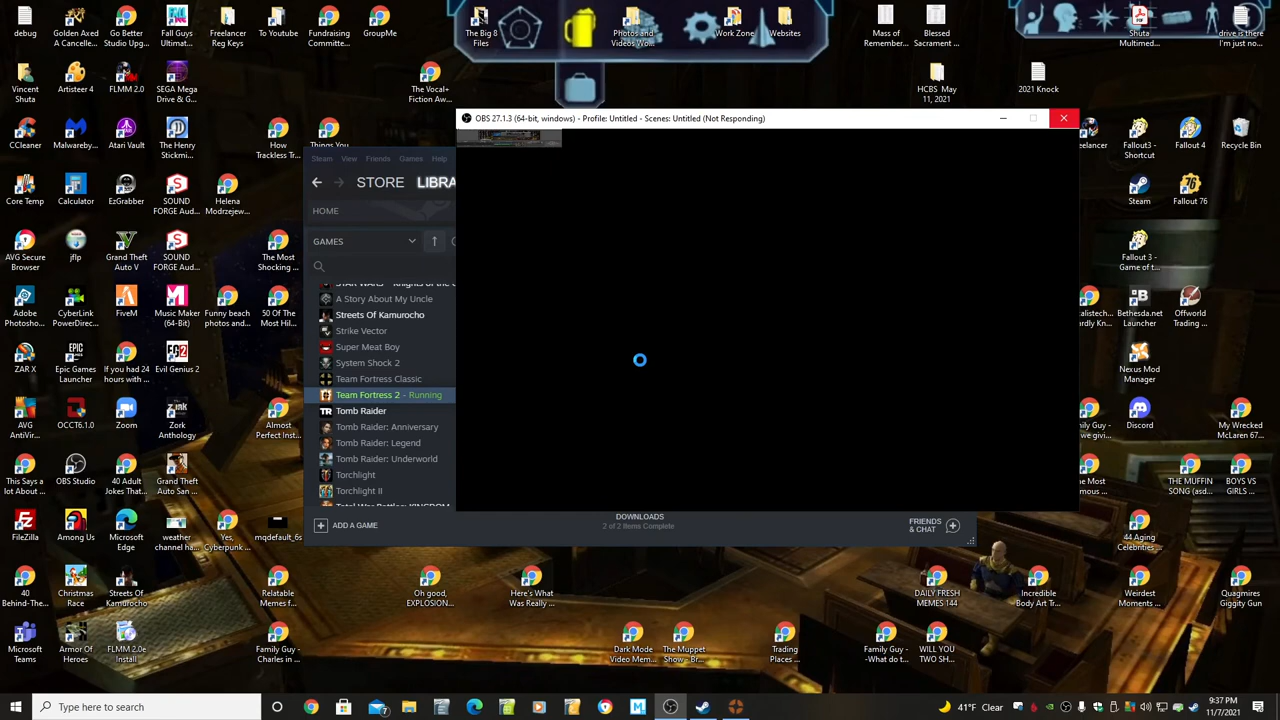 debug
Golden Axed
A Cancelle...
Go Better
Studio Upg...
Fall Guys
Ultimat...
Freelancer
Reg Keys
To Youtube
Fundraising
Committe...
GroupMe
The Big 8
Files
Photos and
Videos Wo...
Work Zone
Websites
Mass of
Remember...
Blessed
Sacrament ...
Shuta
Multimed...
drive is there
I'm just no...
Vincent
Shuta
Artisteer 4
FLMM 2.0
SEGA Mega
Drive & G...
The Vocal+
Fiction Aw...
HCBS May
11, 2021
2021 Knock
OBS 27.1.3 (64-bit, windows) - Profile: Untitled - Scenes: Untitled (Not Responding)
CCleaner
Malwareb...
Atari Vault
The Henry
Stickmi...
How
Trackless Tr...
Things You
Fallout3 -
Shortcut
Fallout 4
Recycle Bin
Steam View Friends Games Help
STORE LIBRA
HOME
Core Temp
Calculator
EzGrabber
SOUND
FORGE Aud...
Helena
Modrzejew...
Steam
Fallout 76
GAMES
AVG Secure
Browser
jflp
Grand Theft
Auto V
SOUND
FORGE Aud...
The Most
Shocking ...
Fallout 3 -
Game of t...
A Story About My Uncle
Streets Of Kamurocho
Strike Vector
Super Meat Boy
System Shock 2
Team Fortress Classic
Team Fortress 2 - Running
Tomb Raider
Tomb Raider: Anniversary
Tomb Raider: Legend
Tomb Raider: Underworld
Torchlight
Torchlight II
Adobe
Photosho...
CyberLink
PowerDirec...
FiveM
Music Maker
(64-Bit)
Funny beach
photos and...
50 Of The
Most Hil...
Bethesda.net
Launcher
Offworld
Trading ...
ZAR X
Epic Games
Launcher
If you had 24
hours with ...
Evil Genius 2
Nexus Mod
Manager
AVG
AntiVir...
OCCT6.1.0
Zoom
Zork
Anthology
Almost
Perfect Inst...
Discord
My Wrecked
McLaren 67...
This Says a
lot About ...
OBS Studio
40 Adult
Jokes That...
Grand Theft
Auto San ...
THE MUFFIN
SONG (asd...
BOYS VS
GIRLS ...
ADD A GAME
DOWNLOADS
2 of 2 Items Complete
FRIENDS
& CHAT
FileZilla
Among Us
Microsoft
Edge
weather
channel ha...
Yes,
Cyberpunk ...
mqdefault_6s
44 Aging
Celebrities ...
40
Behind-The...
Christmas
Race
Streets Of
Kamurocho
Relatable
Memes f...
Oh good,
EXPLOSION...
Here's What
Was Really ...
DAILY FRESH
MEMES 144
Incredible
Body Art Tr...
Weirdest
Moments ...
Quagmires
Giggity Gun
Microsoft
Teams
Armor Of
Heroes
FLMM 2.0e
Install
Family Guy -
Charles in ...
Dark Mode
Video Mem...
The Muppet
Show - Br...
Trading
Places ...
Family Guy -
-What do t...
WILL YOU
TWO SH...
Type here to search
41°F Clear
9:37 PM
11/7/2021